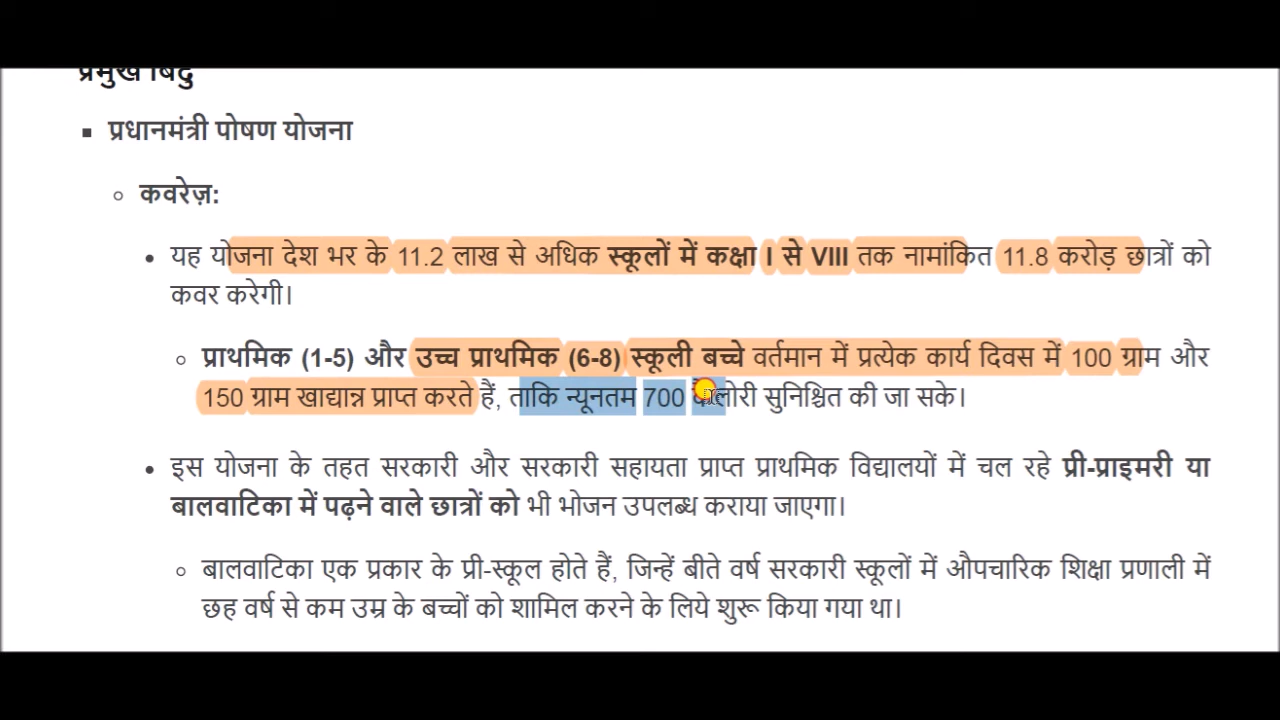 प्रमुख बिंदु
प्रधानमंत्री पोषण योजना
कवरेज़:
यह योजना देश भर के 11.2 लाख से अधिक स्कूलों में कक्षा I से VIII तक नामांकित 11.8 करोड़ छात्रों को
कवर करेगी।
प्राथमिक (1-5) और उच्च प्राथमिक (6-8) स्कूली बच्चे वर्तमान में प्रत्येक कार्य दिवस में 100 ग्राम और
150 ग्राम खाद्यान्न प्राप्त करते हैं, ताकि न्यूनतम 700 कैलोरी सुनिश्चित की जा सके।
इस योजना के तहत सरकारी और सरकारी सहायता प्राप्त प्राथमिक विद्यालयों में चल रहे प्री-प्राइमरी या
बालवाटिका में पढ़ने वाले छात्रों को भी भोजन उपलब्ध कराया जाएगा।
बालवाटिका एक प्रकार के प्री-स्कूल होते हैं, जिन्हें बीते वर्ष सरकारी स्कूलों में औपचारिक शिक्षा प्रणाली में
छह वर्ष से कम उम्र के बच्चों को शामिल करने के लिये शुरू किया गया था।